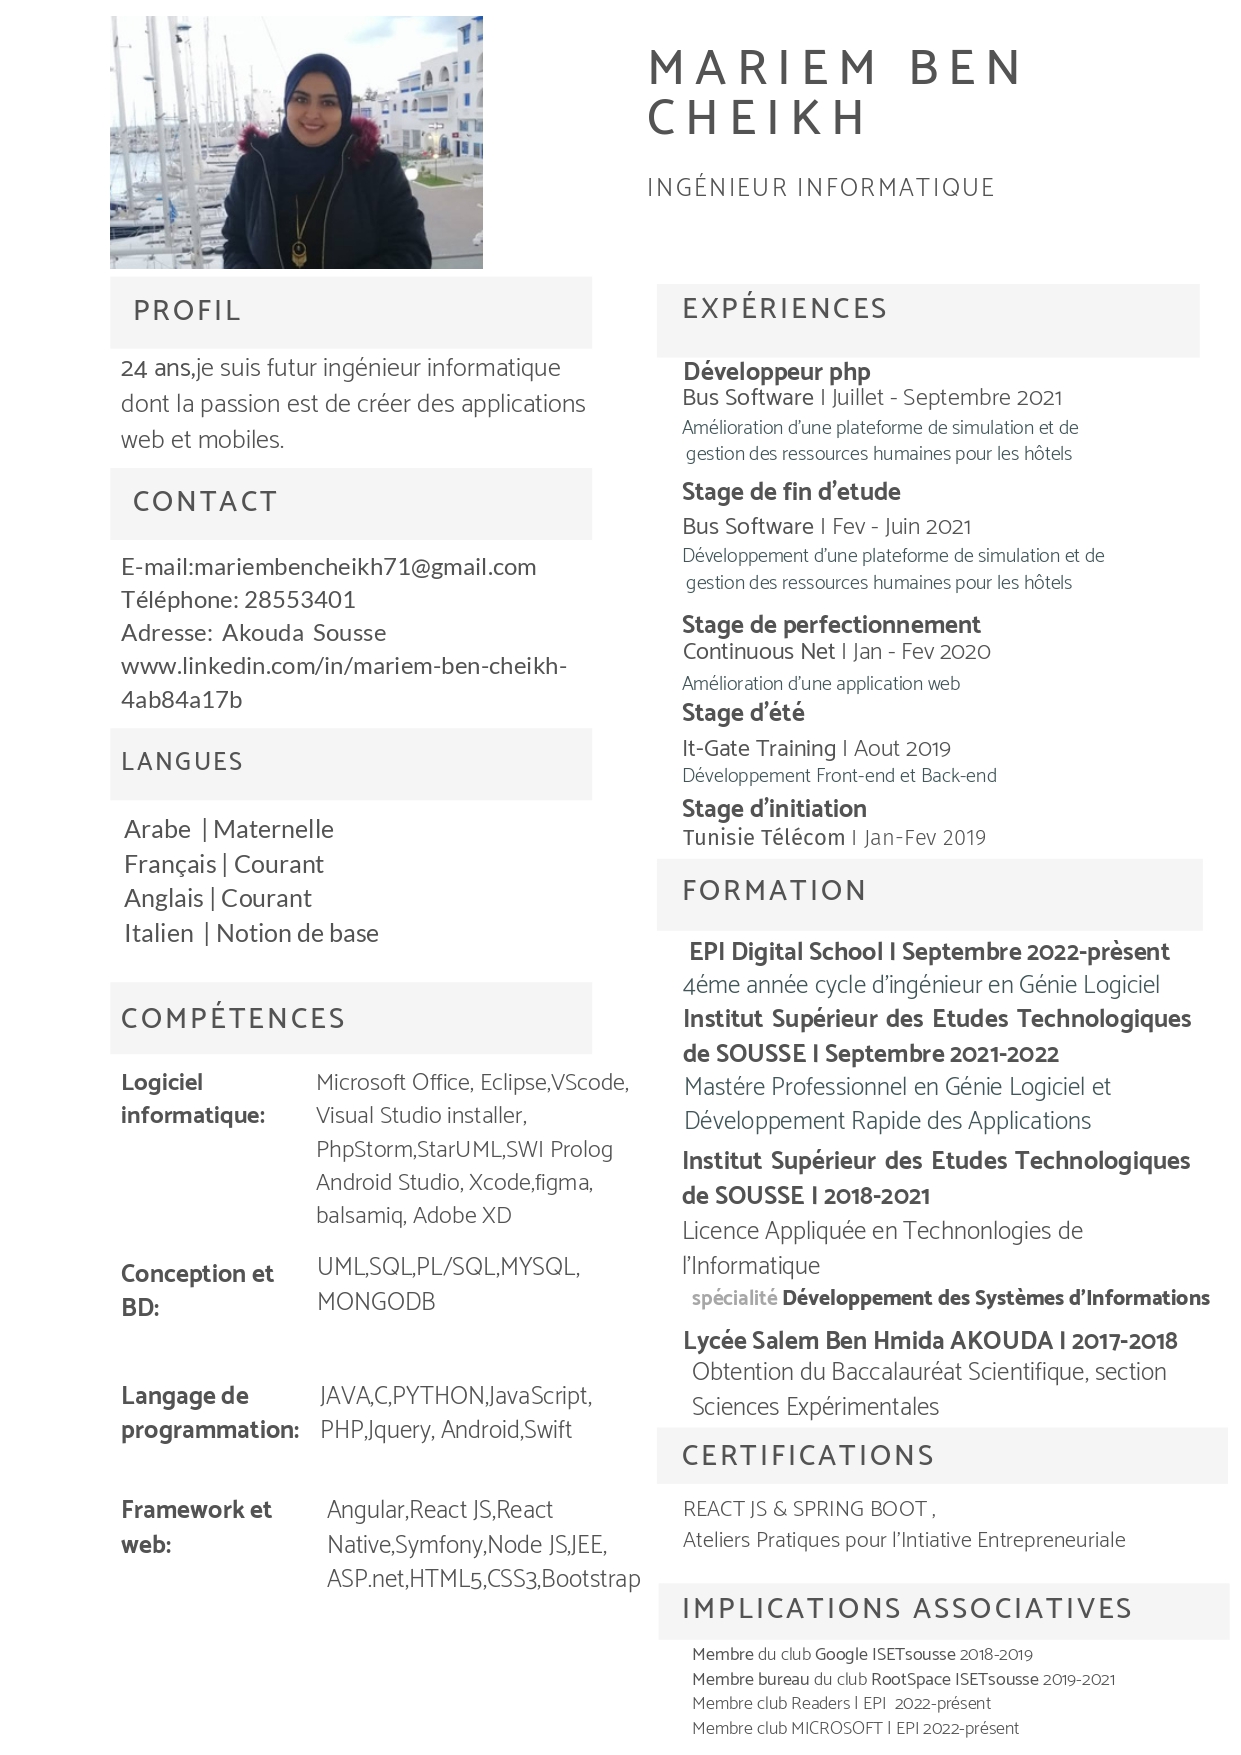 MARIEM BEN
CHEIKH
INGÉNIEUR INFORMATIQUE
PROFIL
24 ans,je suis futur ingénieur informatique
dont la passion est de créer des applications
web et mobiles.
CONTACT
E-mail:mariembencheikh71@gmail.com
Téléphone: 28553401
Adresse: Akouda Sousse
www.linkedin.com/in/mariem-ben-cheikh-
4ab84a17b
LANGUES
Arabe | Maternelle
Français | Courant
Anglais | Courant
Italien | Notion de base
COMPÉTENCES
Logiciel
informatique:
Microsoft Office, Eclipse,VScode,
Visual Studio installer,
PhpStorm,StarUML,SWI Prolog
Android Studio, Xcode,figma,
balsamiq, Adobe XD
Conception et
BD:
UML,SQL,PL/SQL,MYSQL,
MONGODB
Langage de
programmation:
JAVA,C,PYTHON,JavaScript,
PHP,Jquery, Android,Swift
Framework et
web:
Angular,React JS,React
Native,Symfony,Node JS,JEE,
ASP.net,HTML5,CSS3,Bootstrap
EXPÉRIENCES
Développeur php
Bus Software I Juillet - Septembre 2021
Amélioration d'une plateforme de simulation et de
gestion des ressources humaines pour les hôtels
Stage de fin d'etude
Bus Software I Fev - Juin 2021
Développement d'une plateforme de simulation et de
gestion des ressources humaines pour les hôtels
Stage de perfectionnement
Continuous Net I Jan - Fev 2020
Amélioration d'une application web
Stage d'été
It-Gate Training I Aout 2019
Développement Front-end et Back-end
Stage d'initiation
Tunisie Télécom I Jan-Fev 2019
FORMATION
EPI Digital School I Septembre 2022-prèsent
4éme année cycle d'ingénieur en Génie Logiciel
Institut Supérieur des Etudes Technologiques
de SOUSSE I Septembre 2021-2022
Mastére Professionnel en Génie Logiciel et
Développement Rapide des Applications
Institut Supérieur des Etudes Technologiques
de SOUSSE I 2018-2021
Licence Appliquée en Technonlogies de
l'Informatique
spécialité Développement des Systèmes d'Informations
Lycée Salem Ben Hmida AKOUDA I 2017-2018
Obtention du Baccalauréat Scientifique, section
Sciences Expérimentales
CERTIFICATIONS
REACT JS & SPRING BOOT ,
Ateliers Pratiques pour l'Intiative Entrepreneuriale
IMPLICATIONS ASSOCIATIVES
Membre du club Google ISETsousse 2018-2019
Membre bureau du club RootSpace ISETsousse 2019-2021
Membre club Readers I EPI 2022-présent
Membre club MICROSOFT I EPI 2022-présent